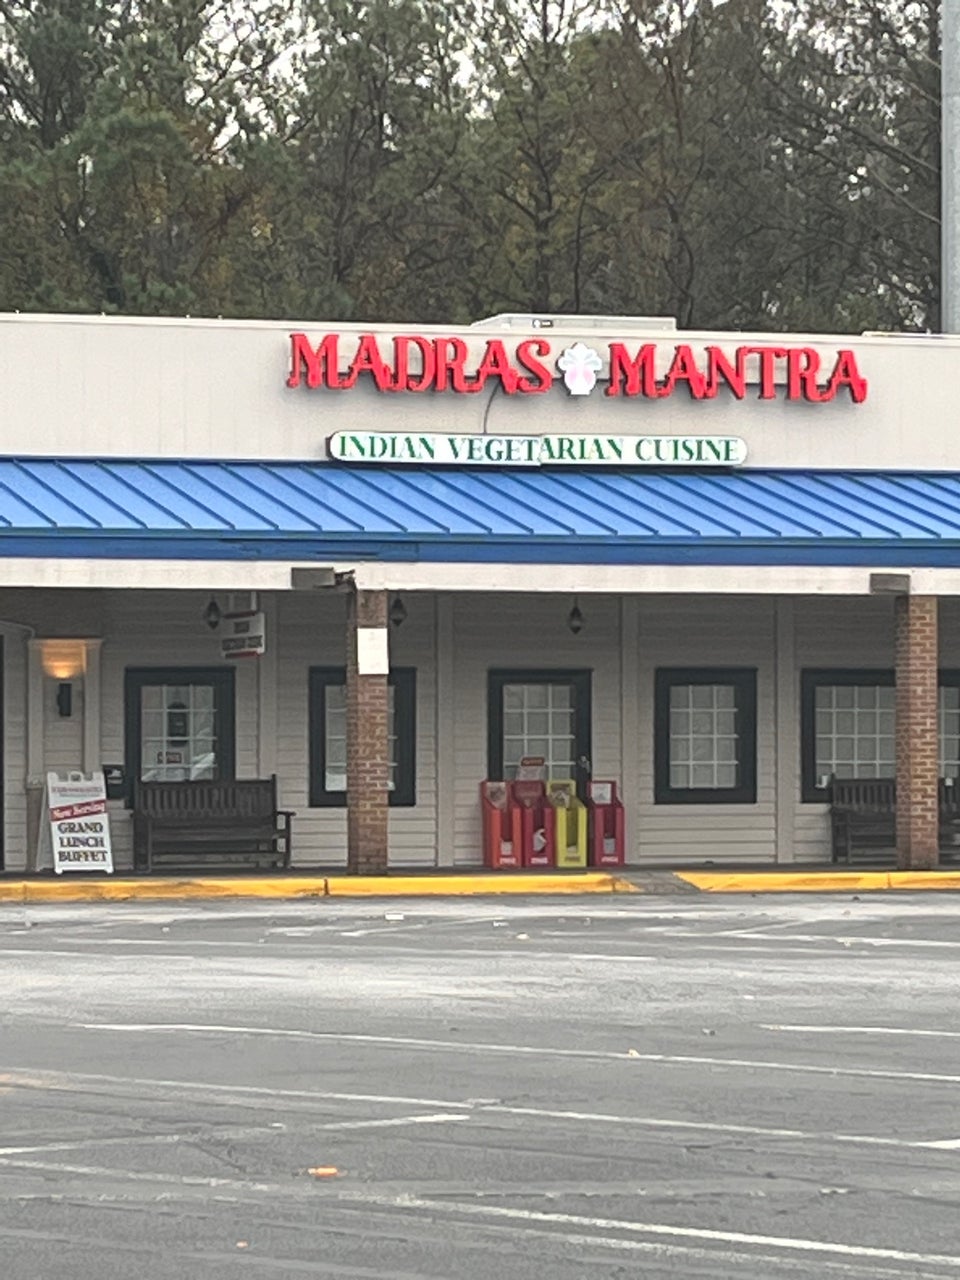 MADRAS MANTRA
INDIAN VEGETARIAN CUISINE
Now Serving
GRAND
LUNCH
BUFFET